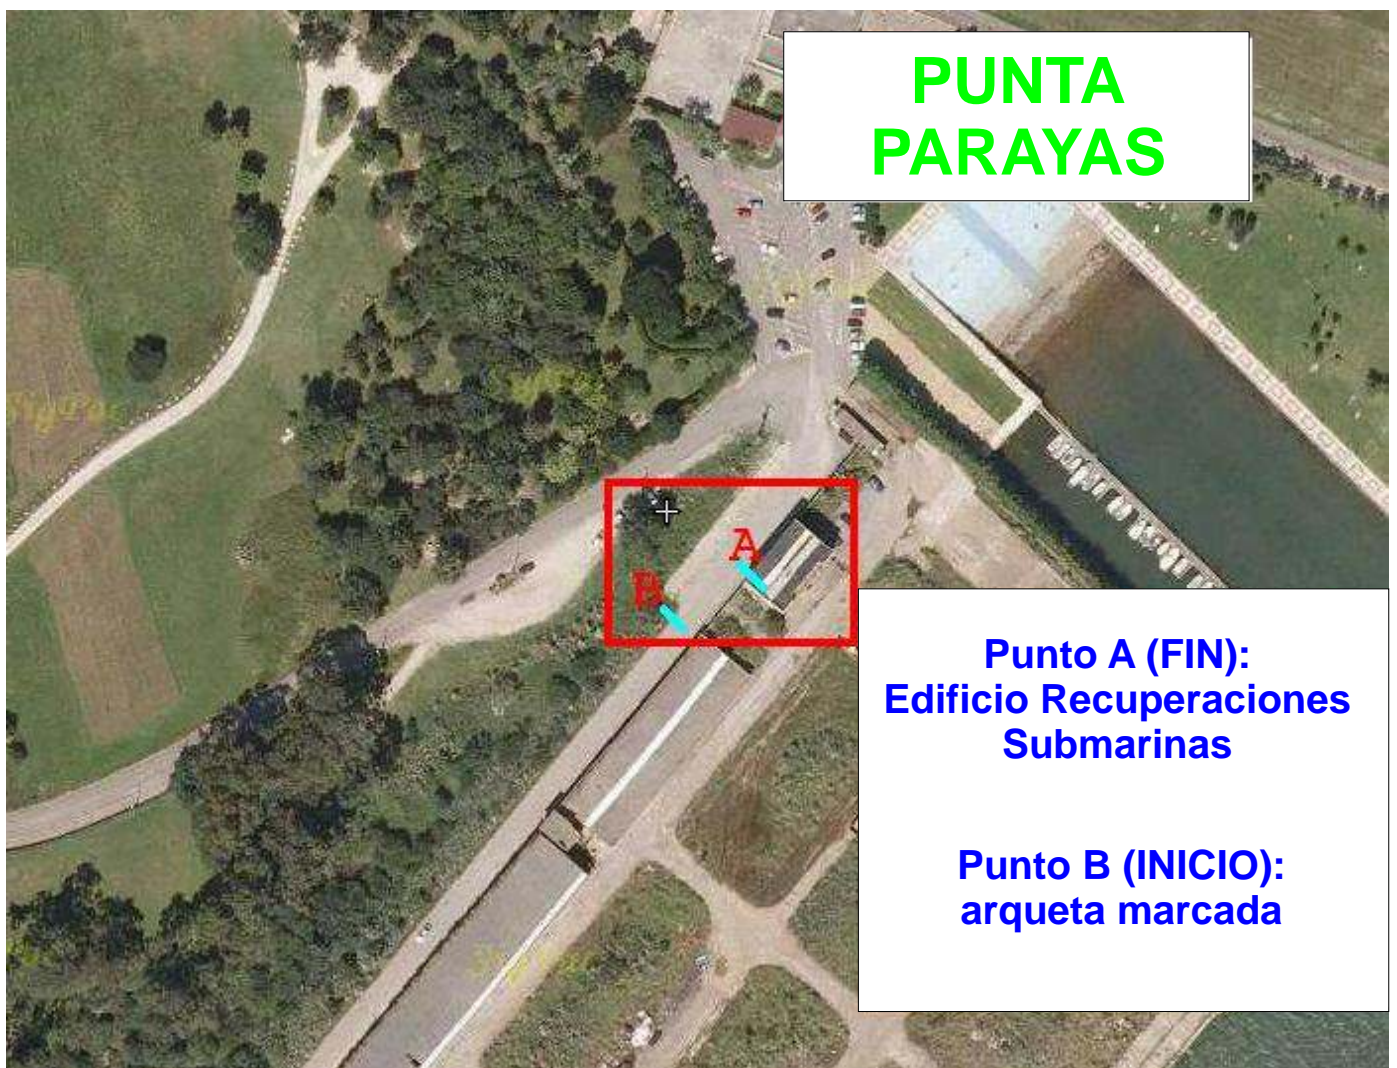 PUNTA
PARAYAS
A
B
Punto A (FIN):
Edificio Recuperaciones
Submarinas
Punto B (INICIO):
arqueta marcada